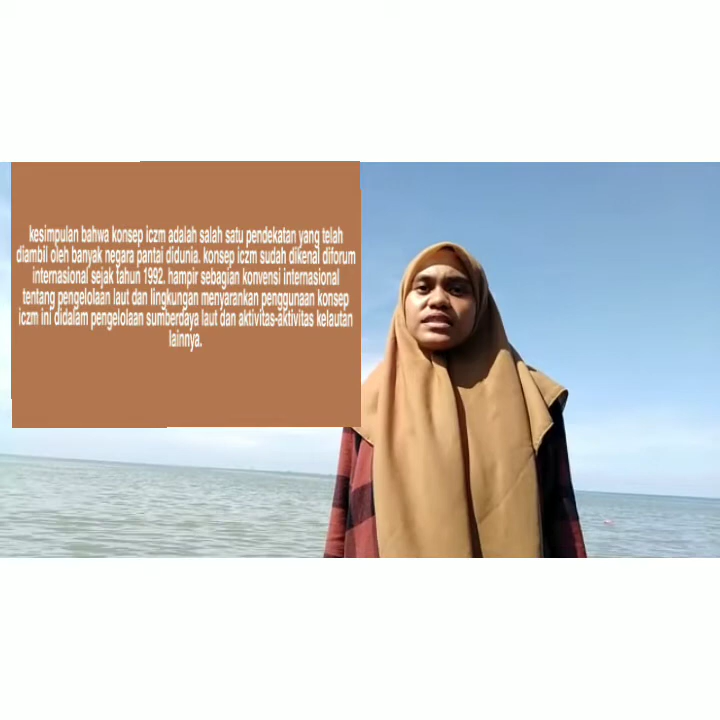 kesimpulan bahwa konsep iczm adalah salah satu pendekatan yang telah
diambil oleh banyak negara pantai didunia. konsep iczm sudah dikenal diforum
internasional sejak tahun 1992. hampir sebagian konvensi internasional
tentang pengelolaan laut dan lingkungan menyarankan penggunaan konsep
iczm ini didalam pengelolaan sumberdaya laut dan aktivitas-aktivitas kelautan
lainnya.